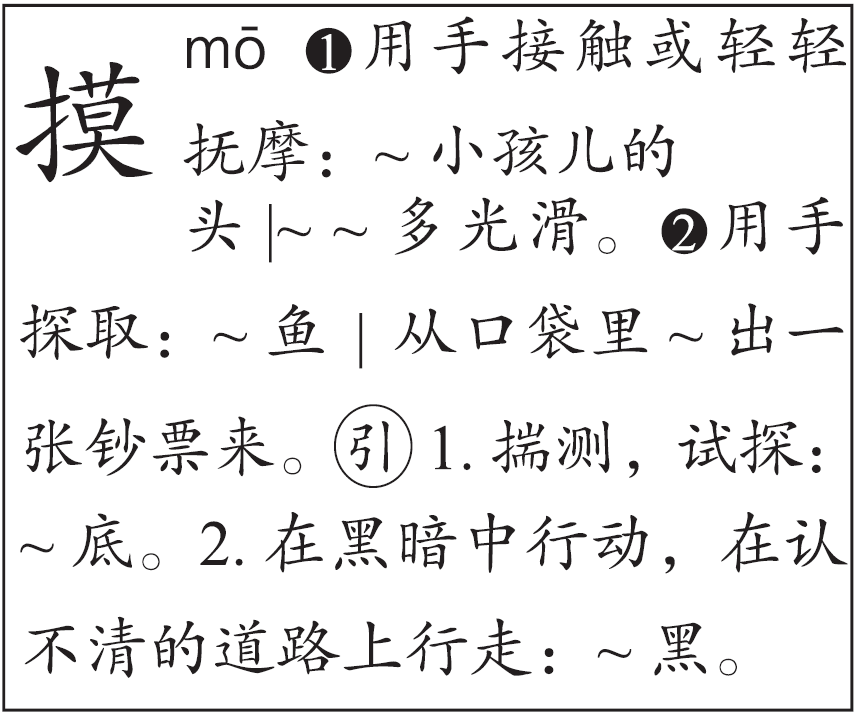 摸 mō ❶用手接触或轻轻
抚摩：~小孩儿的
头|~~多光滑。❷用手
探取：~鱼|从口袋里~出一
张钞票来。㊁引 1. 揣测，试探：
~底。2. 在黑暗中行动，在认
不清的道路上行走：~黑。